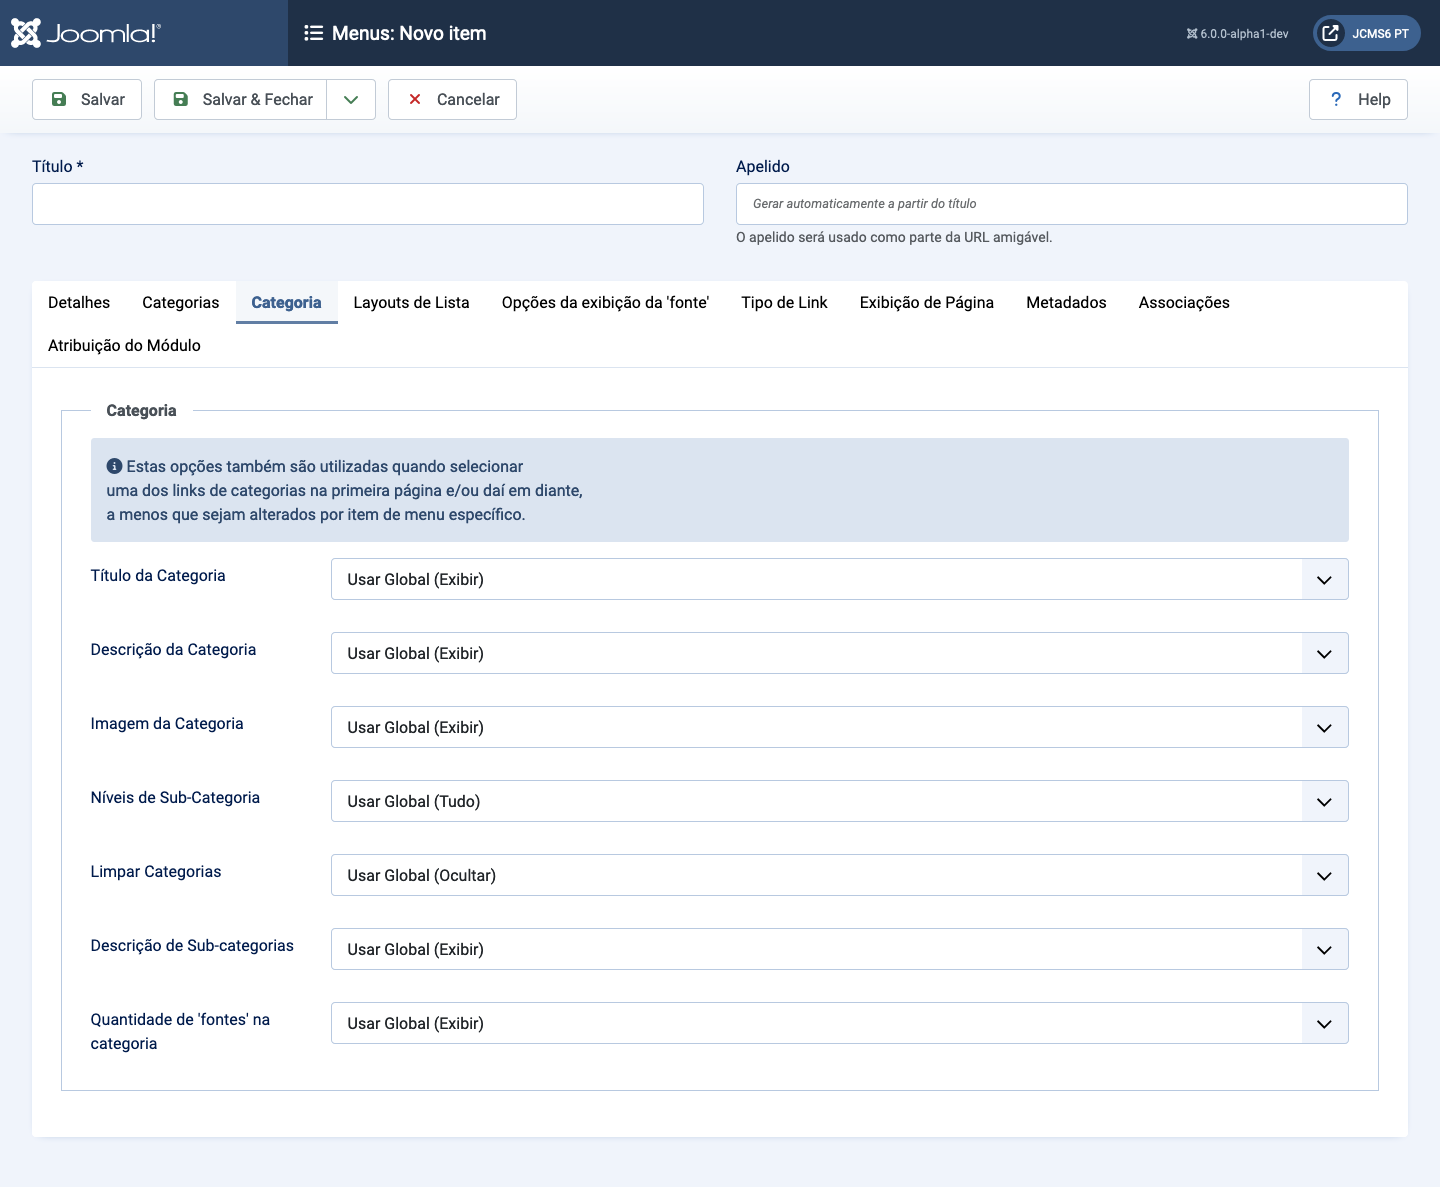 Joomla!®
Menus: Novo item
6.0.0-alpha1-dev
JCMS6 PT
Salvar
Salvar & Fechar
Cancelar
? Help
Título *
Apelido
Gerar automaticamente a partir do título
O apelido será usado como parte da URL amigável.
Detalhes Categorias Categoria Layouts de Lista Opções da exibição da 'fonte' Tipo de Link Exibição de Página Metadados Associações
Atribuição do Módulo
Categoria
Estas opções também são utilizadas quando selecionar
uma dos links de categorias na primeira página e/ou daí em diante,
a menos que sejam alterados por item de menu específico.
Título da Categoria
Usar Global (Exibir)
Descrição da Categoria
Usar Global (Exibir)
Imagem da Categoria
Usar Global (Exibir)
Níveis de Sub-Categoria
Usar Global (Tudo)
Limpar Categorias
Usar Global (Ocultar)
Descrição de Sub-categorias
Usar Global (Exibir)
Quantidade de 'fontes' na
categoria
Usar Global (Exibir)